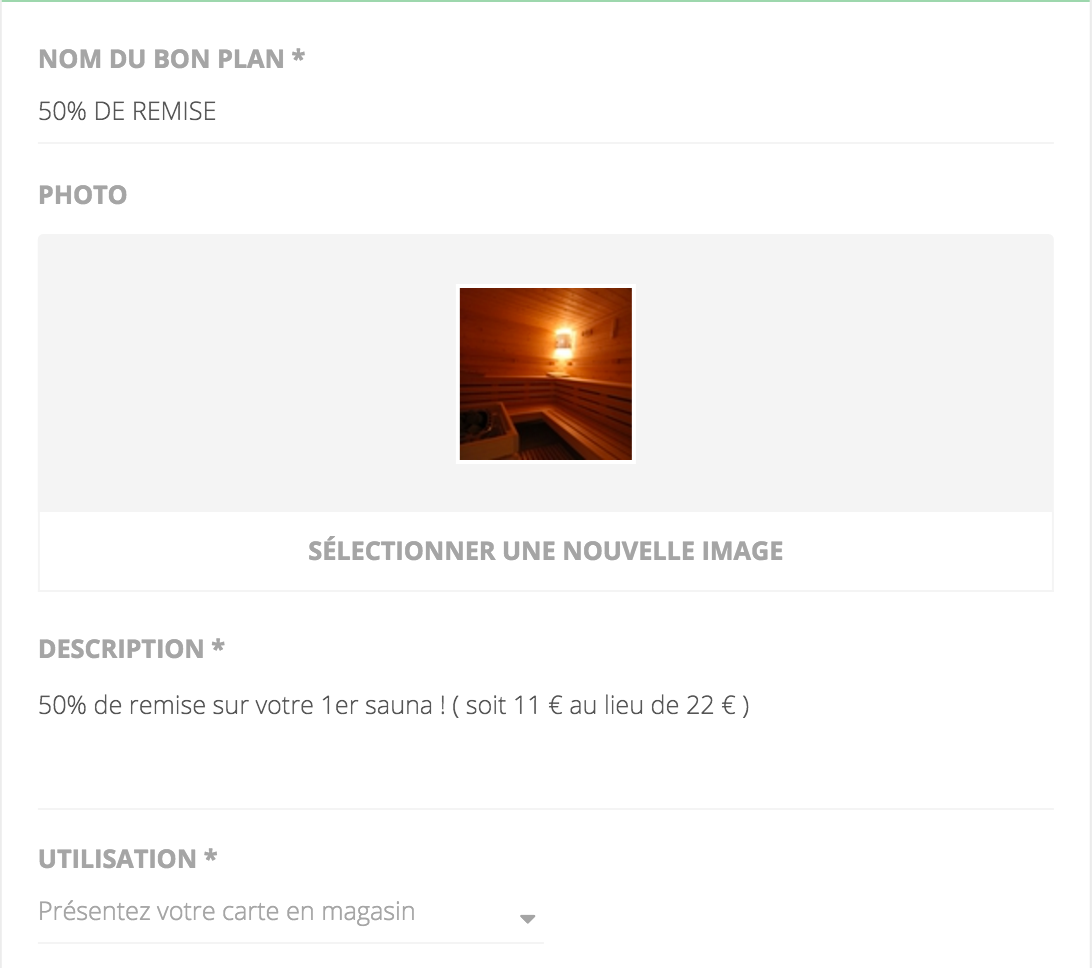 NOM DU BON PLAN *
50% DE REMISE
PHOTO
SÉLECTIONNER UNE NOUVELLE IMAGE
DESCRIPTION *
50% de remise sur votre 1er sauna ! ( soit 11 € au lieu de 22 € )
UTILISATION *
Présentez votre carte en magasin